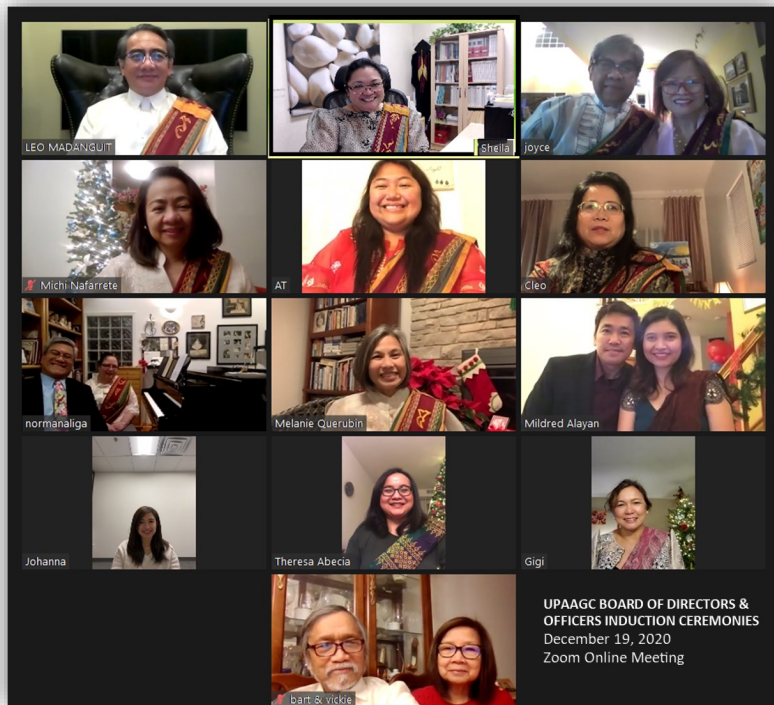 LEO MADANGUIT
Sheila
joyce
Michi Nafarrete
AT
Cleo
normanaliga
Melanie Querubin
Mildred Alayan
Johanna
Theresa Abecia
Gigi
bart & vickie
UPAAGC BOARD OF DIRECTORS &
OFFICERS INDUCTION CEREMONIES
December 19, 2020
Zoom Online Meeting